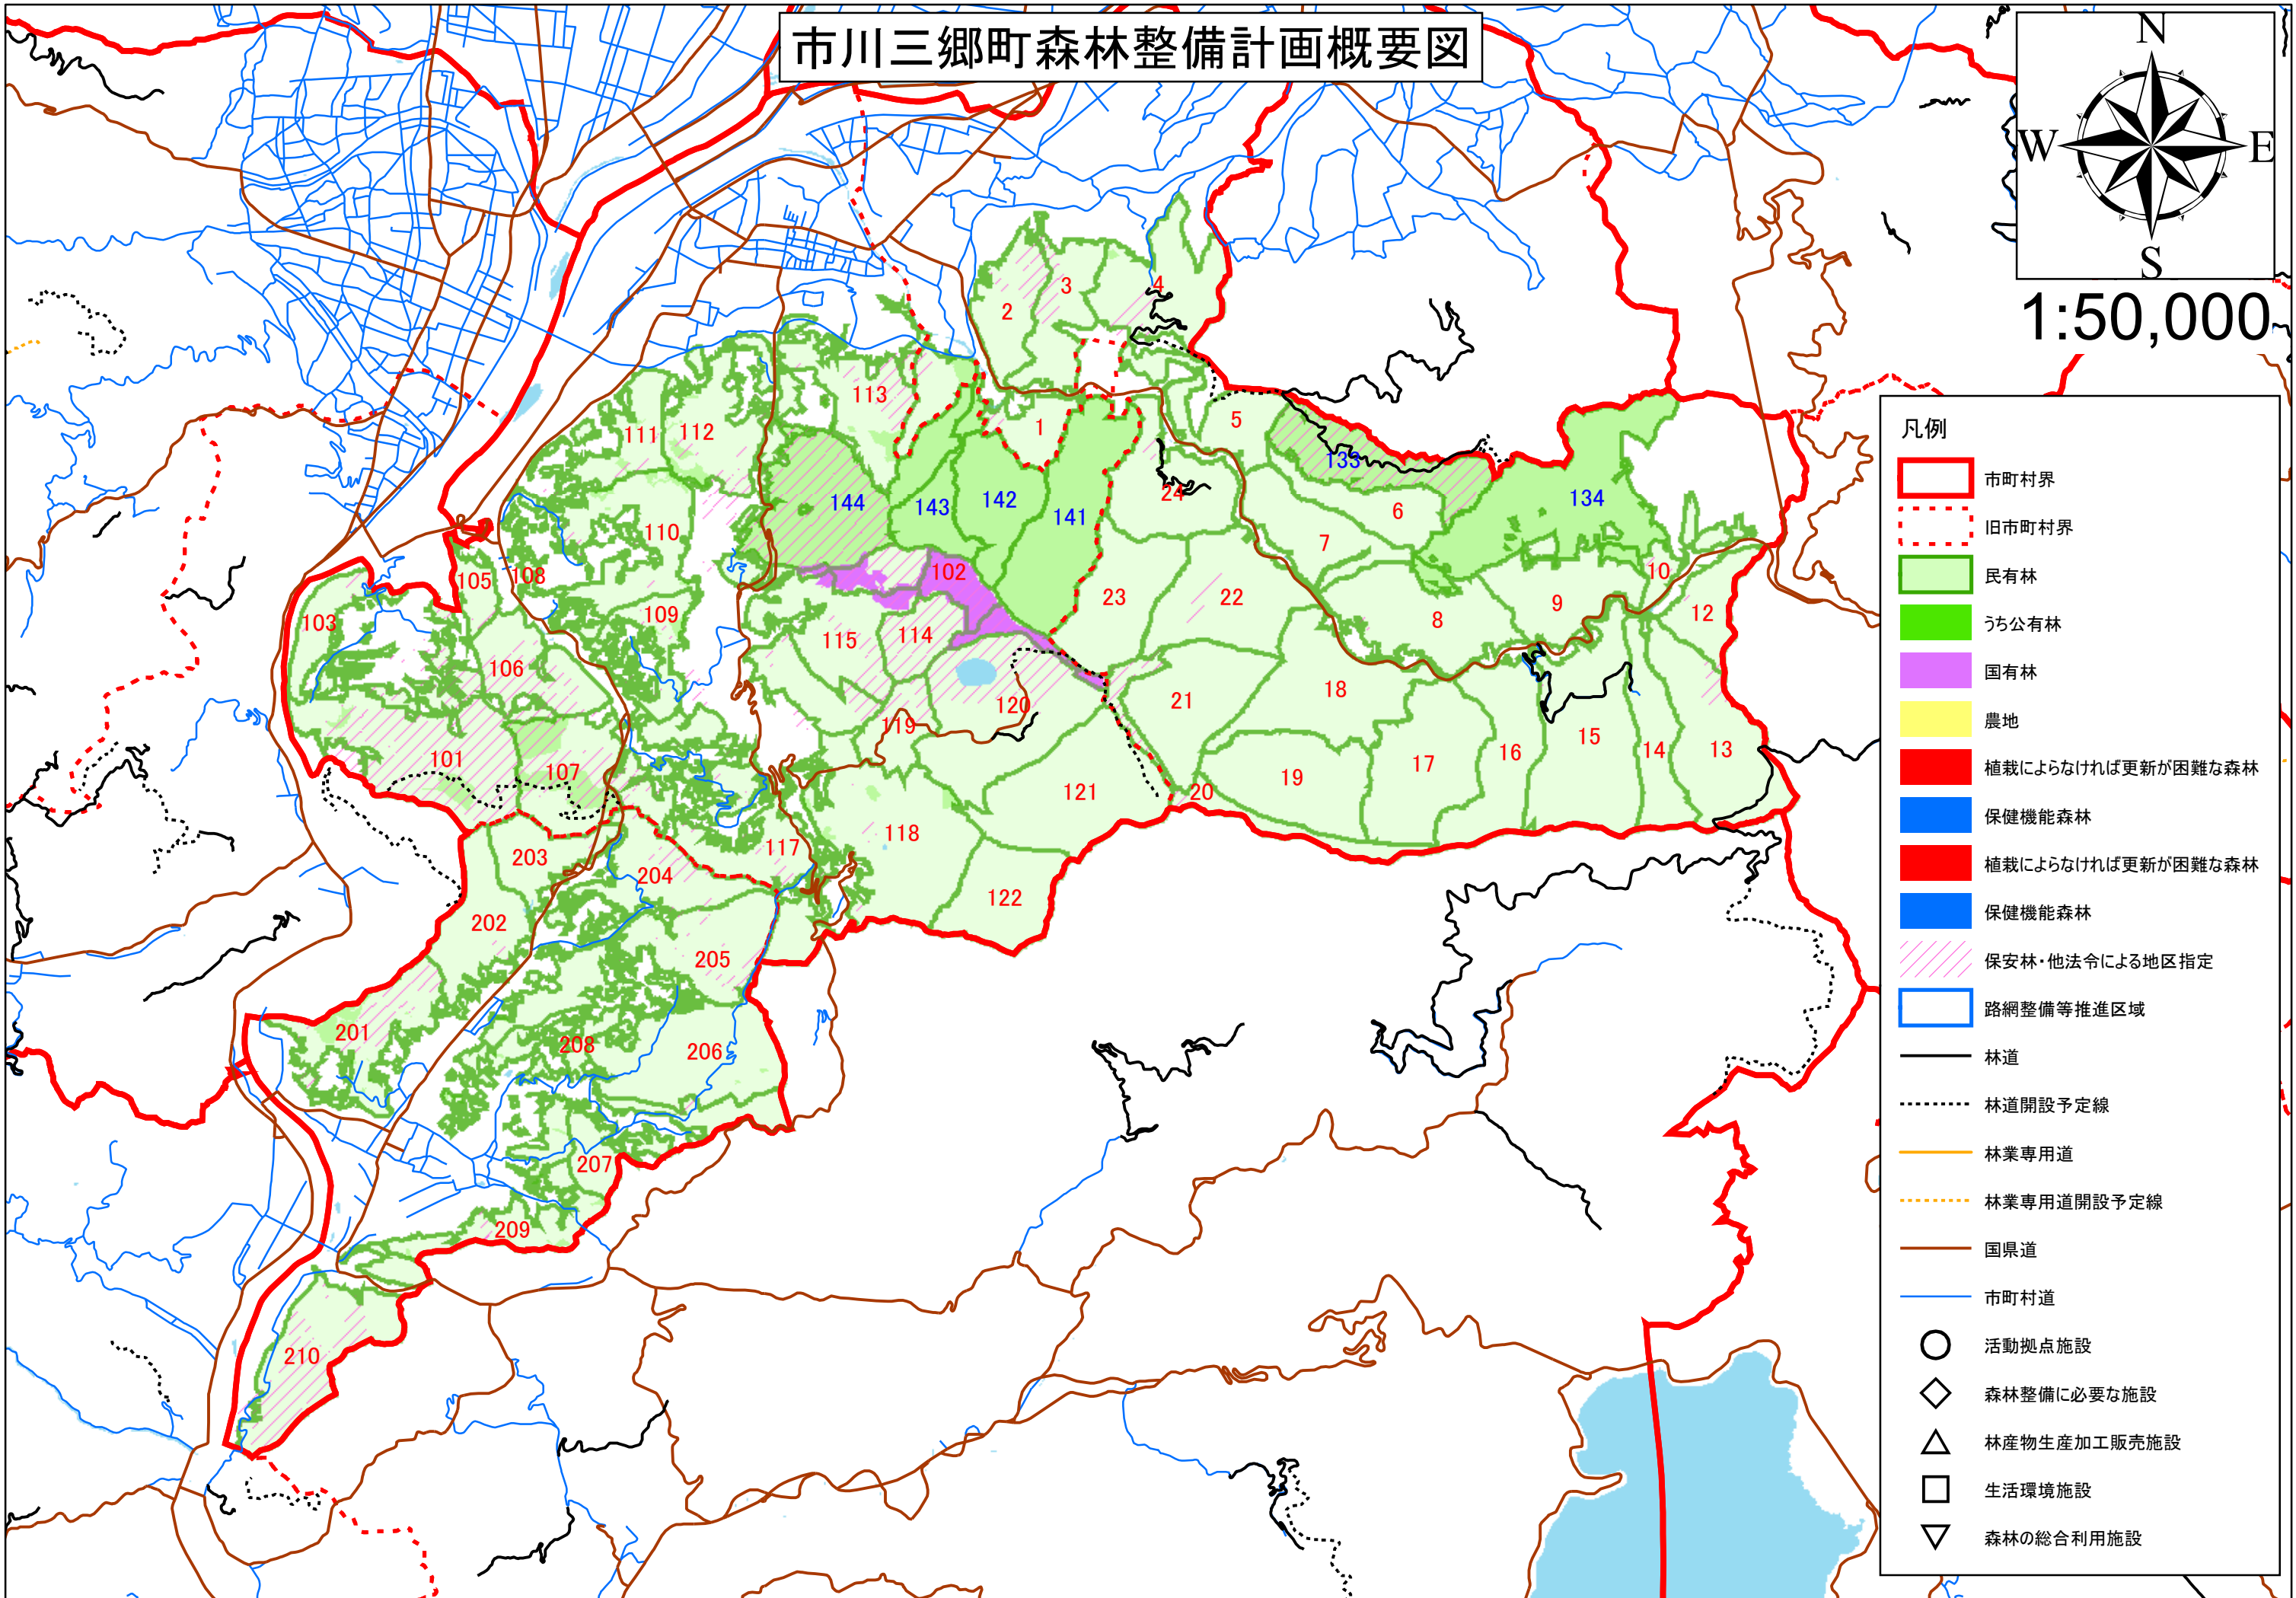 市川三郷町森林整備計画概要図
N
W
E
S
1:50,000
凡例
市町村界
旧市町村界
民有林
うち公有林
国有林
農地
植栽によらなければ更新が困難な森林
保健機能森林
植栽によらなければ更新が困難な森林
保健機能森林
保安林・他法令による地区指定
路網整備等推進区域
林道
林道開設予定線
林業専用道
林業専用道開設予定線
国県道
市町村道
活動拠点施設
森林整備に必要な施設
林産物生産加工販売施設
生活環境施設
森林の総合利用施設
4
3
2
113
1
5
112
111
133
24
134
144
143
142
141
6
110
7
102
10
105
108
23
22
9
12
109
103
8
114
115
106
18
21
120
119
15
13
14
16
101
107
17
19
20
121
118
117
203
204
122
202
205
201
208
206
207
209
210